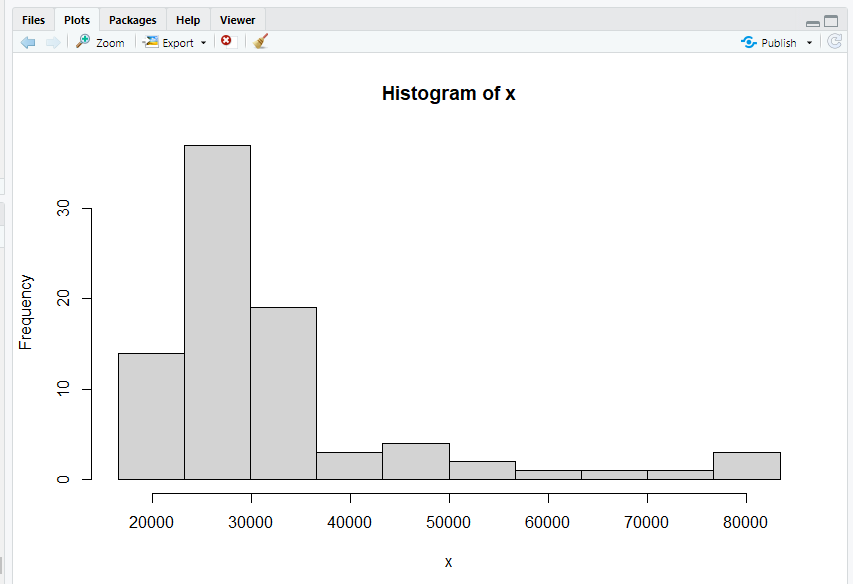 Files Plots Packages Help Viewer
Zoom Export Publish
Histogram of x
Frequency
30
20
10
0
20000 30000 40000 50000 60000 70000 80000
x